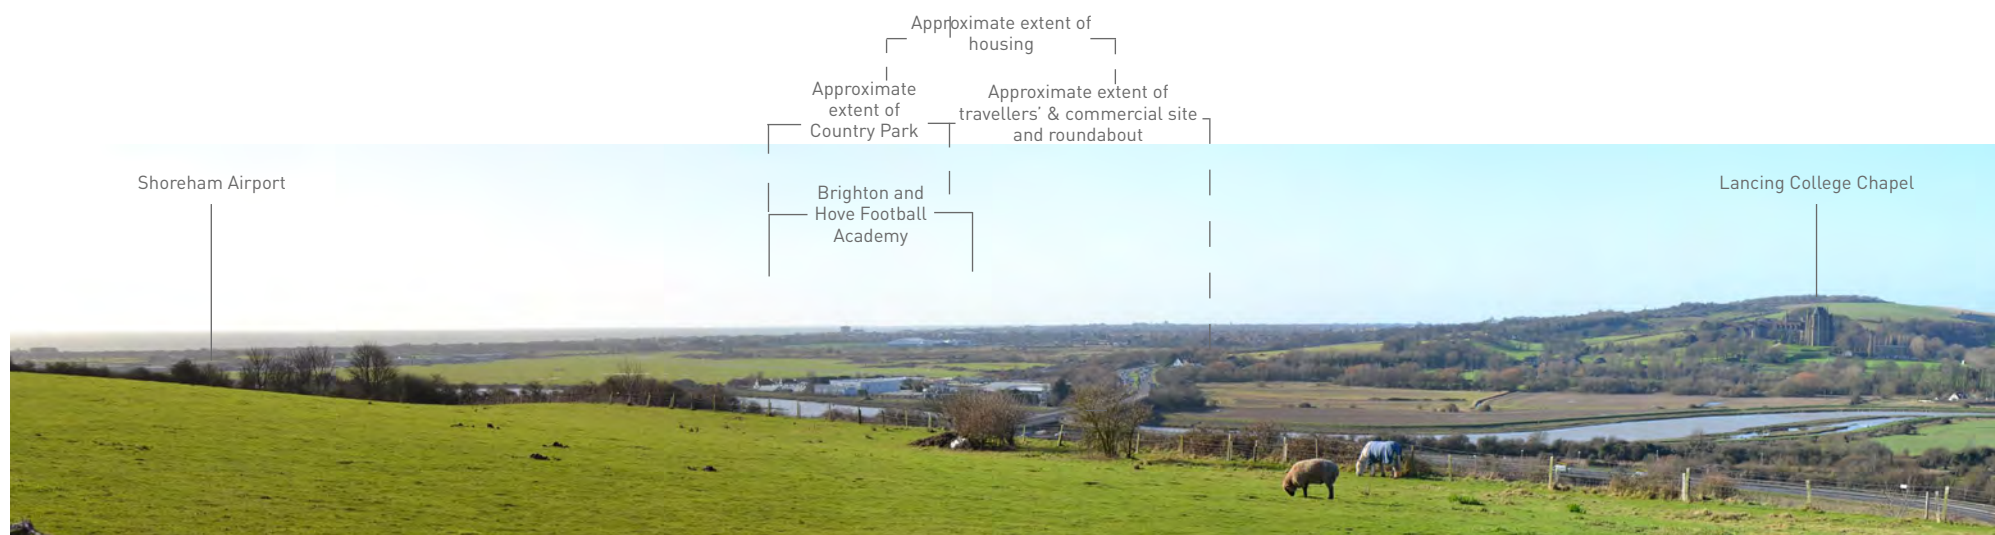 Approximate extent of
housing
Approximate
extent of
Country Park
Approximate extent of
travellers' & commercial site
and roundabout
Shoreham Airport
Brighton and
Hove Football
Academy
Lancing College Chapel